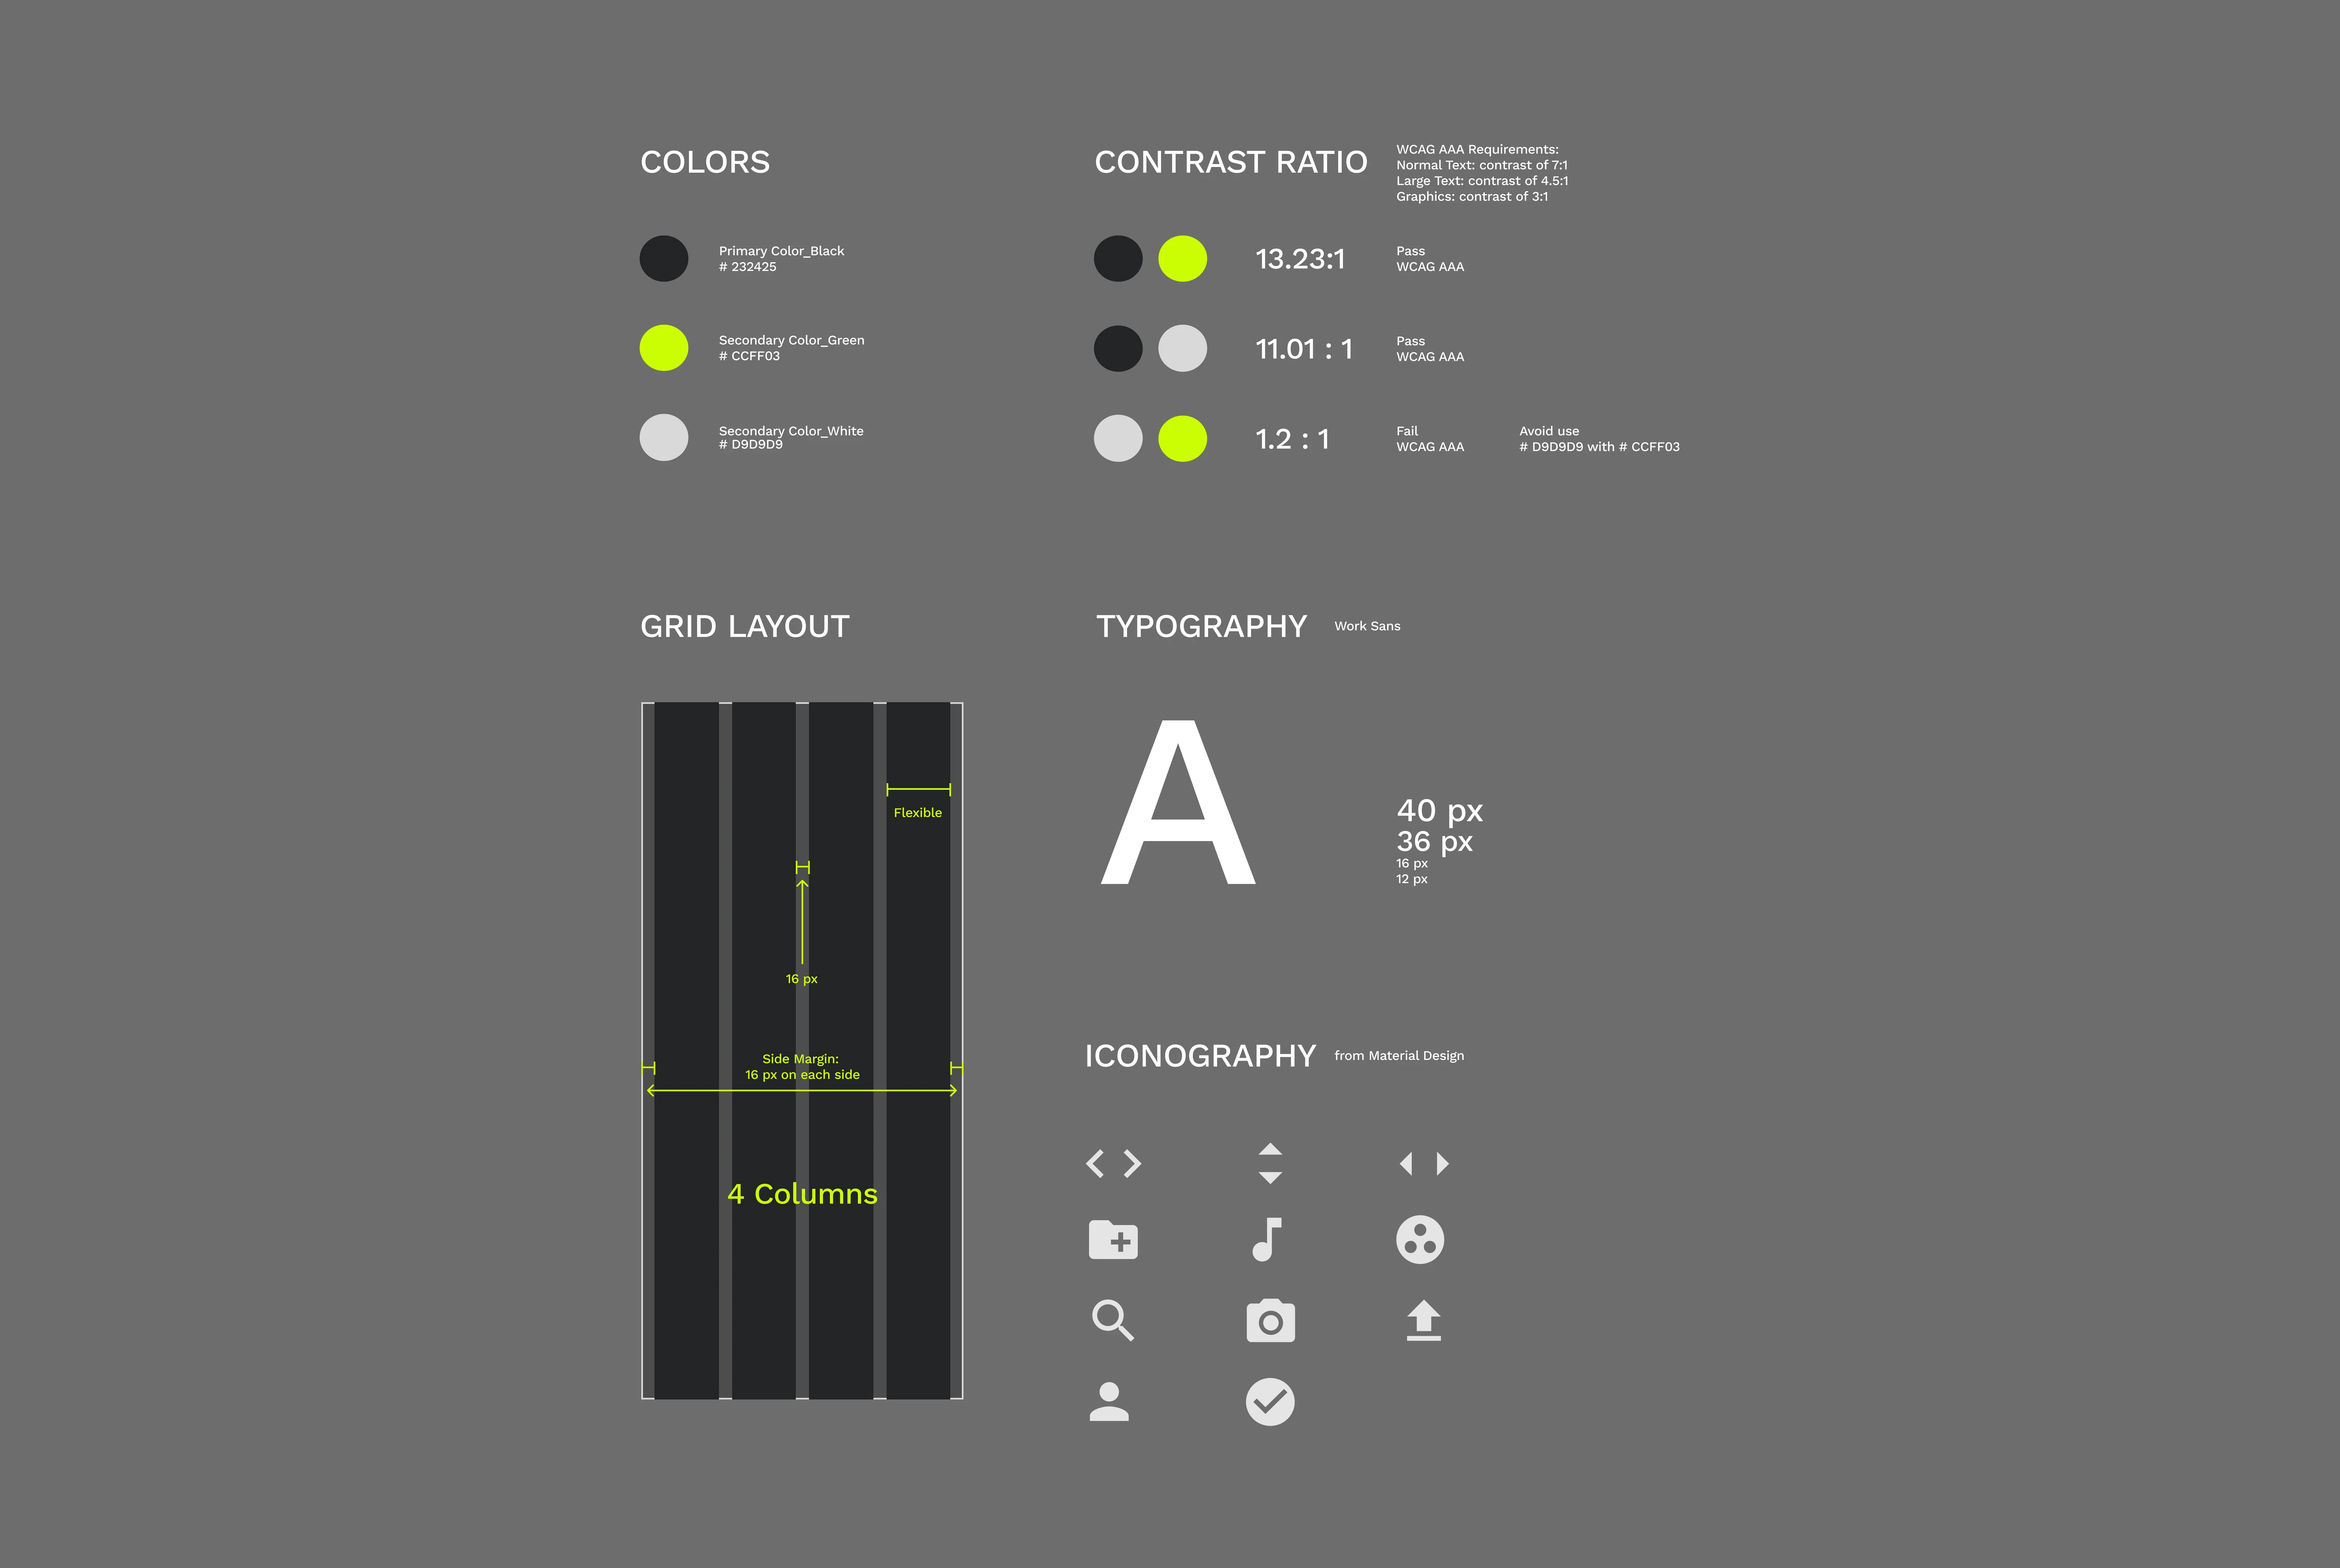 COLORS
Primary Color_Black
# 232425
Secondary Color_Green
# CCFF03
Secondary Color_White
# D9D9D9
CONTRAST RATIO
WCAG AAA Requirements:
Normal Text: contrast of 7:1
Large Text: contrast of 4.5:1
Graphics: contrast of 3:1
13.23:1
Pass
WCAG AAA
11.01 : 1
Pass
WCAG AAA
1.2 : 1
Fail
WCAG AAA
Avoid use
# D9D9D9 with # CCFF03
GRID LAYOUT
Flexible
16 px
Side Margin:
16 px on each side
4 Columns
TYPOGRAPHY
Work Sans
A
40 px
36 px
16 px
12 px
ICONOGRAPHY
from Material Design